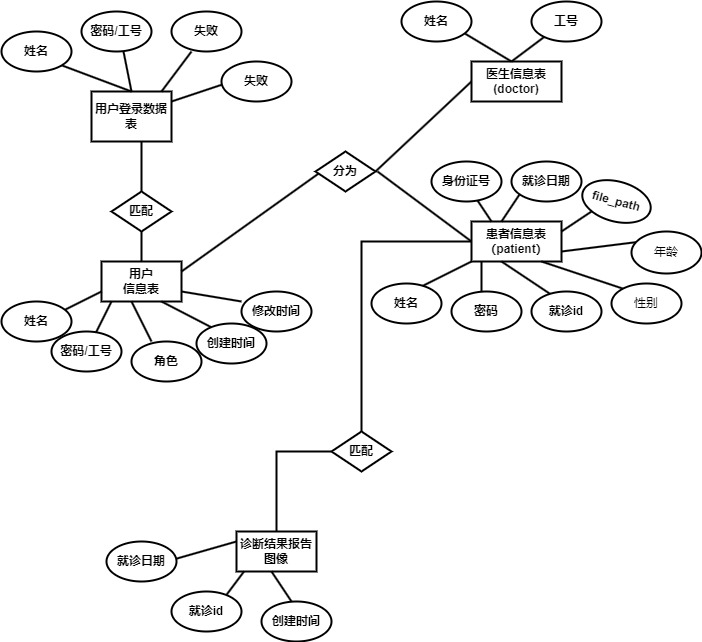 姓名
密码/工号
失败
失败
用户登录数据
表
匹配
用户
信息表
姓名
密码/工号
角色
创建时间
修改时间
分为
姓名
工号
医生信息表
(doctor)
身份证号
就诊日期
file_path
年龄
患者信息表
(patient)
姓名
密码
就诊id
性别
匹配
诊断结果报告
图像
就诊日期
就诊id
创建时间